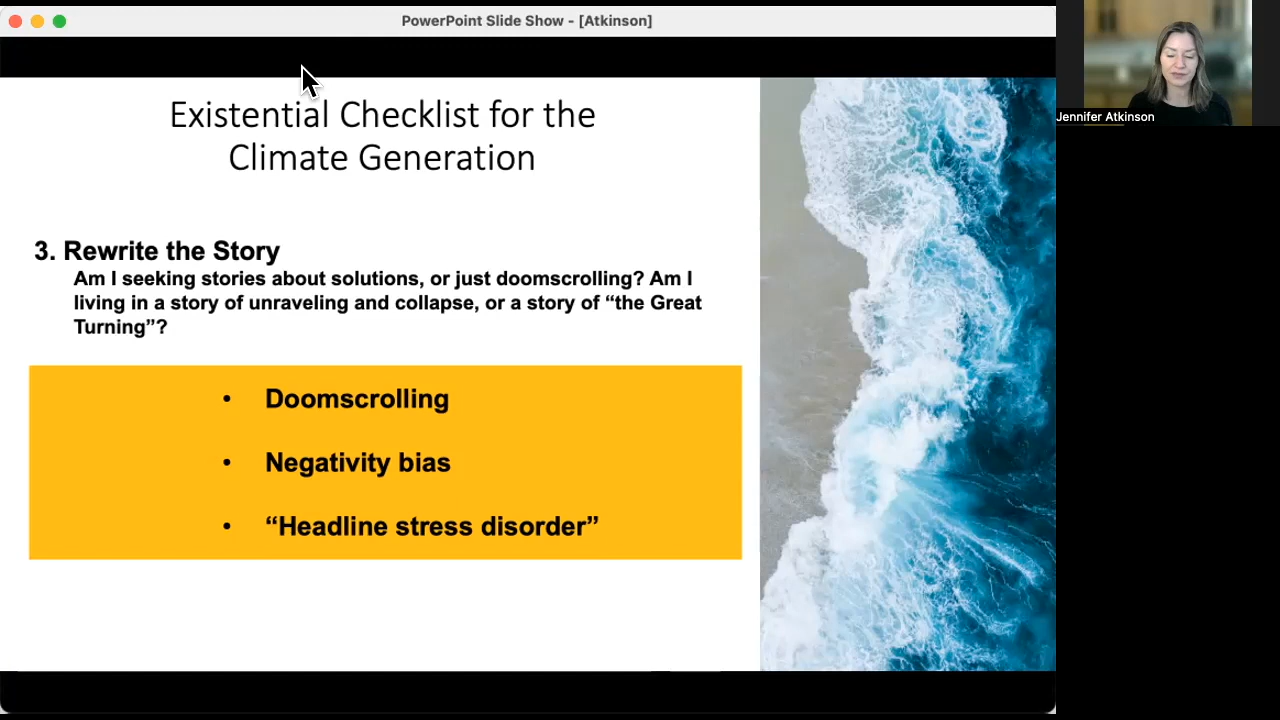 PowerPoint Slide Show - [Atkinson]
Jennifer Atkinson
Existential Checklist for the
Climate Generation
3. Rewrite the Story
Am I seeking stories about solutions, or just doomscrolling? Am I
living in a story of unraveling and collapse, or a story of “the Great
Turning”?
• Doomscrolling
• Negativity bias
• “Headline stress disorder”